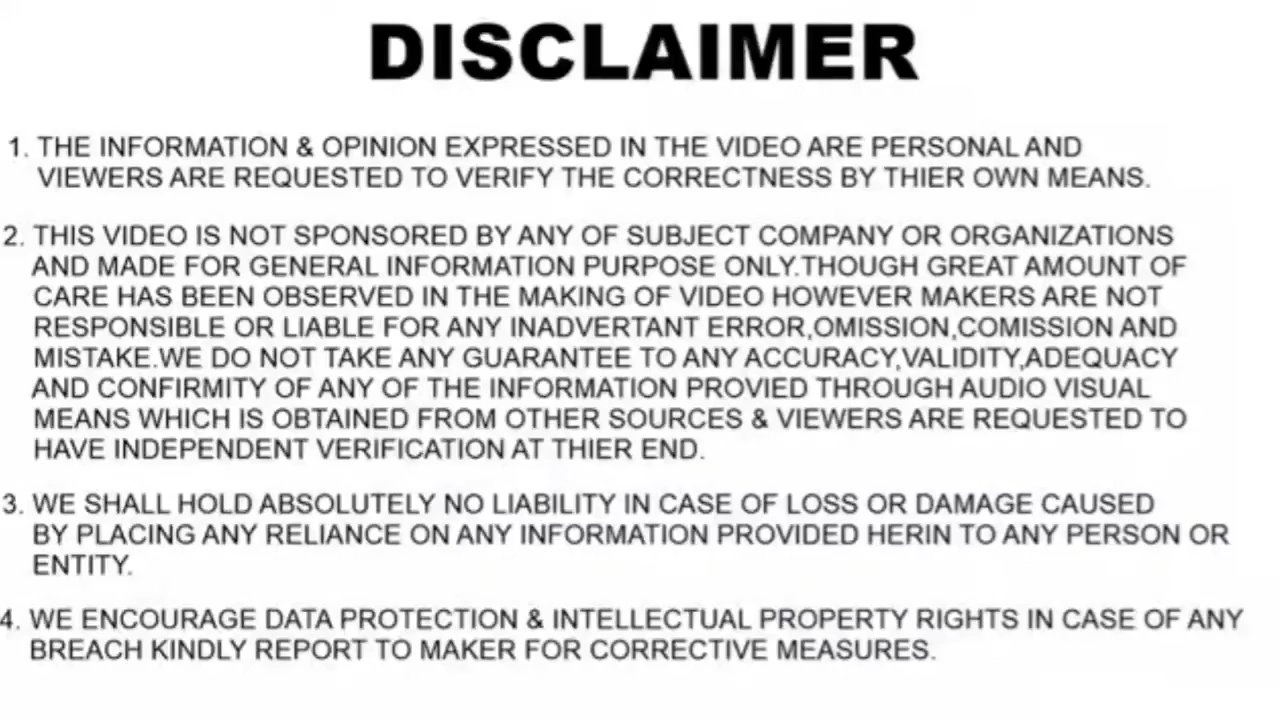 DISCLAIMER
1. THE INFORMATION & OPINION EXPRESSED IN THE VIDEO ARE PERSONAL AND
VIEWERS ARE REQUESTED TO VERIFY THE CORRECTNESS BY THIER OWN MEANS.
2. THIS VIDEO IS NOT SPONSORED BY ANY OF SUBJECT COMPANY OR ORGANIZATIONS
AND MADE FOR GENERAL INFORMATION PURPOSE ONLY.THOUGH GREAT AMOUNT OF
CARE HAS BEEN OBSERVED IN THE MAKING OF VIDEO HOWEVER MAKERS ARE NOT
RESPONSIBLE OR LIABLE FOR ANY INADVERTANT ERROR,OMISSION,COMISSION AND
MISTAKE.WE DO NOT TAKE ANY GUARANTEE TO ANY ACCURACY,VALIDITY,ADEQUACY
AND CONFIRMITY OF ANY OF THE INFORMATION PROVIED THROUGH AUDIO VISUAL
MEANS WHICH IS OBTAINED FROM OTHER SOURCES & VIEWERS ARE REQUESTED TO
HAVE INDEPENDENT VERIFICATION AT THIER END.
3. WE SHALL HOLD ABSOLUTELY NO LIABILITY IN CASE OF LOSS OR DAMAGE CAUSED
BY PLACING ANY RELIANCE ON ANY INFORMATION PROVIDED HERIN TO ANY PERSON OR
ENTITY.
4. WE ENCOURAGE DATA PROTECTION & INTELLECTUAL PROPERTY RIGHTS IN CASE OF ANY
BREACH KINDLY REPORT TO MAKER FOR CORRECTIVE MEASURES.